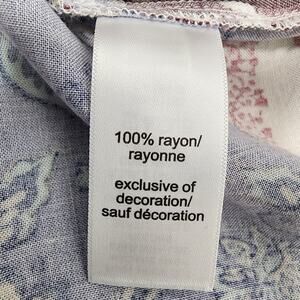 100% rayon/
rayonne
exclusive of
decoration/
sauf décoration